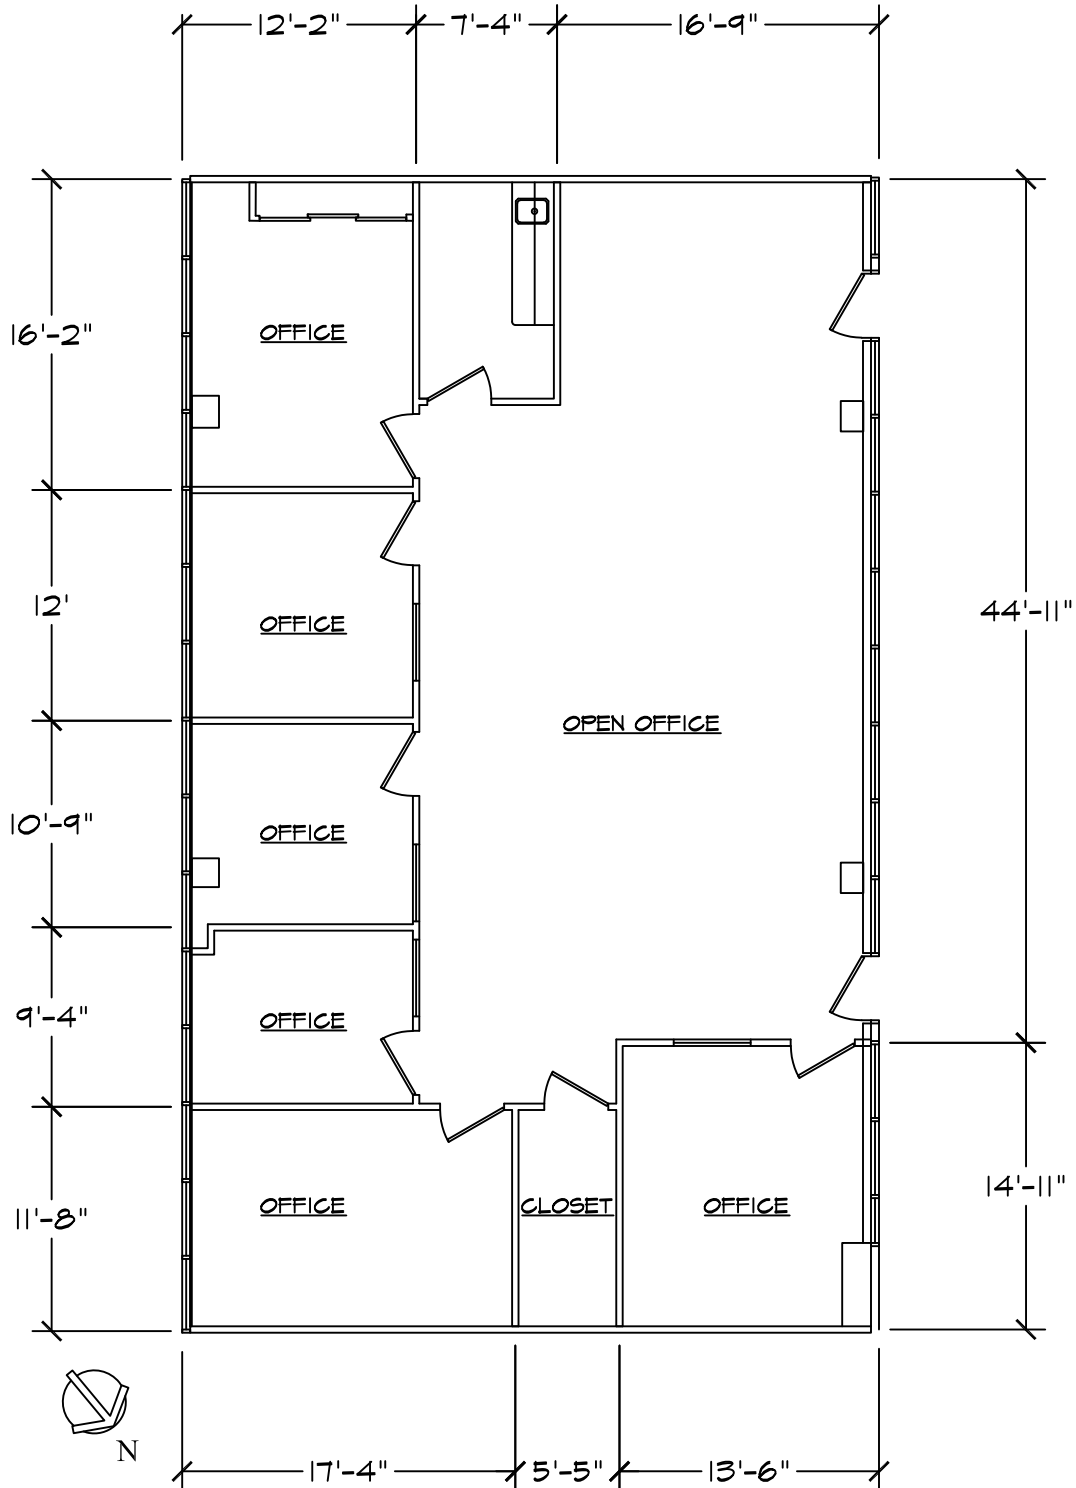 12'-2" 7'-4" 16'-9"
OFFICE
16'-2"
12'
44'-11"
OFFICE
OPEN OFFICE
10'-9"
OFFICE
9'-4"
OFFICE
14'-11"
11'-8"
OFFICE CLOSET OFFICE
N
17'-4" 5'-5" 13'-6"